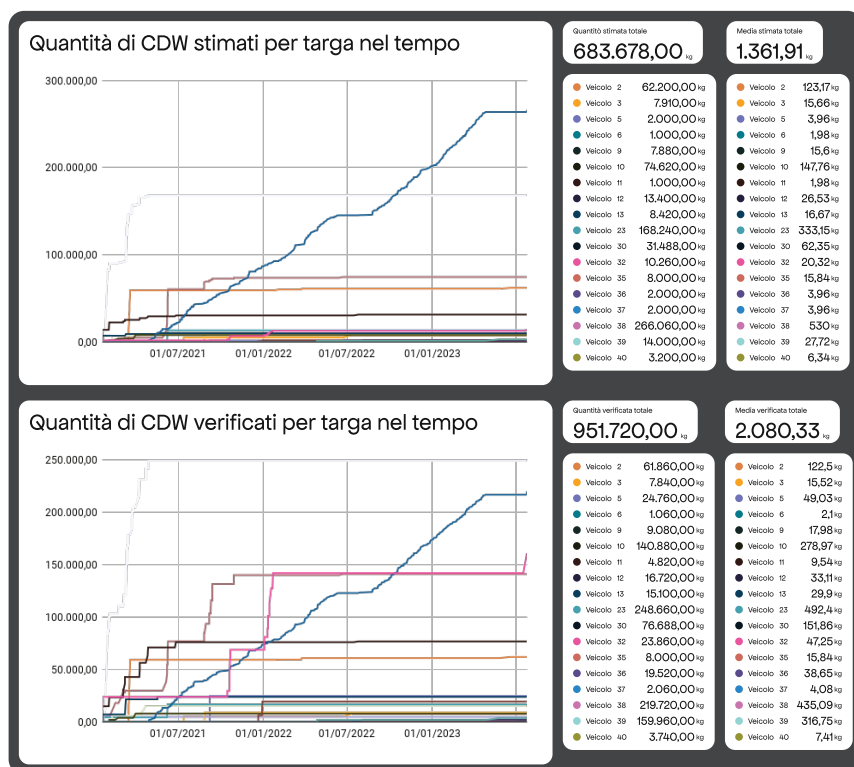 Quantità di CDW stimati per targa nel tempo
300.000,00
200.000,00
100.000,00
0,00
01/07/2021
01/01/2022
01/07/2022
01/01/2023
Quantitò stimata totale
683.678,00 kg
Veicolo 2 62.200,00 kg
Veicolo 3 7.910,00 kg
Veicolo 5 2.000,00 kg
Veicolo 6 1.000,00 kg
Veicolo 9 7.880,00 kg
Veicolo 10 74.620,00 kg
Veicolo 11 1.000,00 kg
Veicolo 12 13.400,00 kg
Veicolo 13 8.420,00 kg
Veicolo 23 168.240,00 kg
Veicolo 30 31.488,00 kg
Veicolo 32 10.260,00 kg
Veicolo 35 8.000,00 kg
Veicolo 36 2.000,00 kg
Veicolo 37 2.000,00 kg
Veicolo 38 266.060,00 kg
Veicolo 39 14.000,00 kg
Veicolo 40 3.200,00 kg
Media stimata totale
1.361,91 kg
Veicolo 2 123,17 kg
Veicolo 3 15,66 kg
Veicolo 5 3,96 kg
Veicolo 6 1,98 kg
Veicolo 9 15,6 kg
Veicolo 10 147,76 kg
Veicolo 11 1,98 kg
Veicolo 12 26,53 kg
Veicolo 13 16,67 kg
Veicolo 23 333,15 kg
Veicolo 30 62,35 kg
Veicolo 32 20,32 kg
Veicolo 35 15,84 kg
Veicolo 36 3,96 kg
Veicolo 37 3,96 kg
Veicolo 38 530 kg
Veicolo 39 27,72 kg
Veicolo 40 6,34 kg
Quantità di CDW verificati per targa nel tempo
250.000,00
200.000,00
150.000,00
100.000,00
50.000,00
0,00
01/07/2021
01/01/2022
01/07/2022
01/01/2023
Quantità verificata totale
951.720,00 kg
Veicolo 2 61.860,00 kg
Veicolo 3 7.840,00 kg
Veicolo 5 24.760,00 kg
Veicolo 6 1.060,00 kg
Veicolo 9 9.080,00 kg
Veicolo 10 140.880,00 kg
Veicolo 11 4.820,00 kg
Veicolo 12 16.720,00 kg
Veicolo 13 15.100,00 kg
Veicolo 23 248.660,00 kg
Veicolo 30 76.688,00 kg
Veicolo 32 23.860,00 kg
Veicolo 35 8.000,00 kg
Veicolo 36 19.520,00 kg
Veicolo 37 2.060,00 kg
Veicolo 38 219.720,00 kg
Veicolo 39 159.960,00 kg
Veicolo 40 3.740,00 kg
Media verificata totale
2.080,33 kg
Veicolo 2 122,5 kg
Veicolo 3 15,52 kg
Veicolo 5 49,03 kg
Veicolo 6 2,1 kg
Veicolo 9 17,98 kg
Veicolo 10 278,97 kg
Veicolo 11 9,54 kg
Veicolo 12 33,11 kg
Veicolo 13 29,9 kg
Veicolo 23 492,4 kg
Veicolo 30 151,86 kg
Veicolo 32 47,25 kg
Veicolo 35 15,84 kg
Veicolo 36 38,65 kg
Veicolo 37 4,08 kg
Veicolo 38 435,09 kg
Veicolo 39 316,75 kg
Veicolo 40 7,41 kg